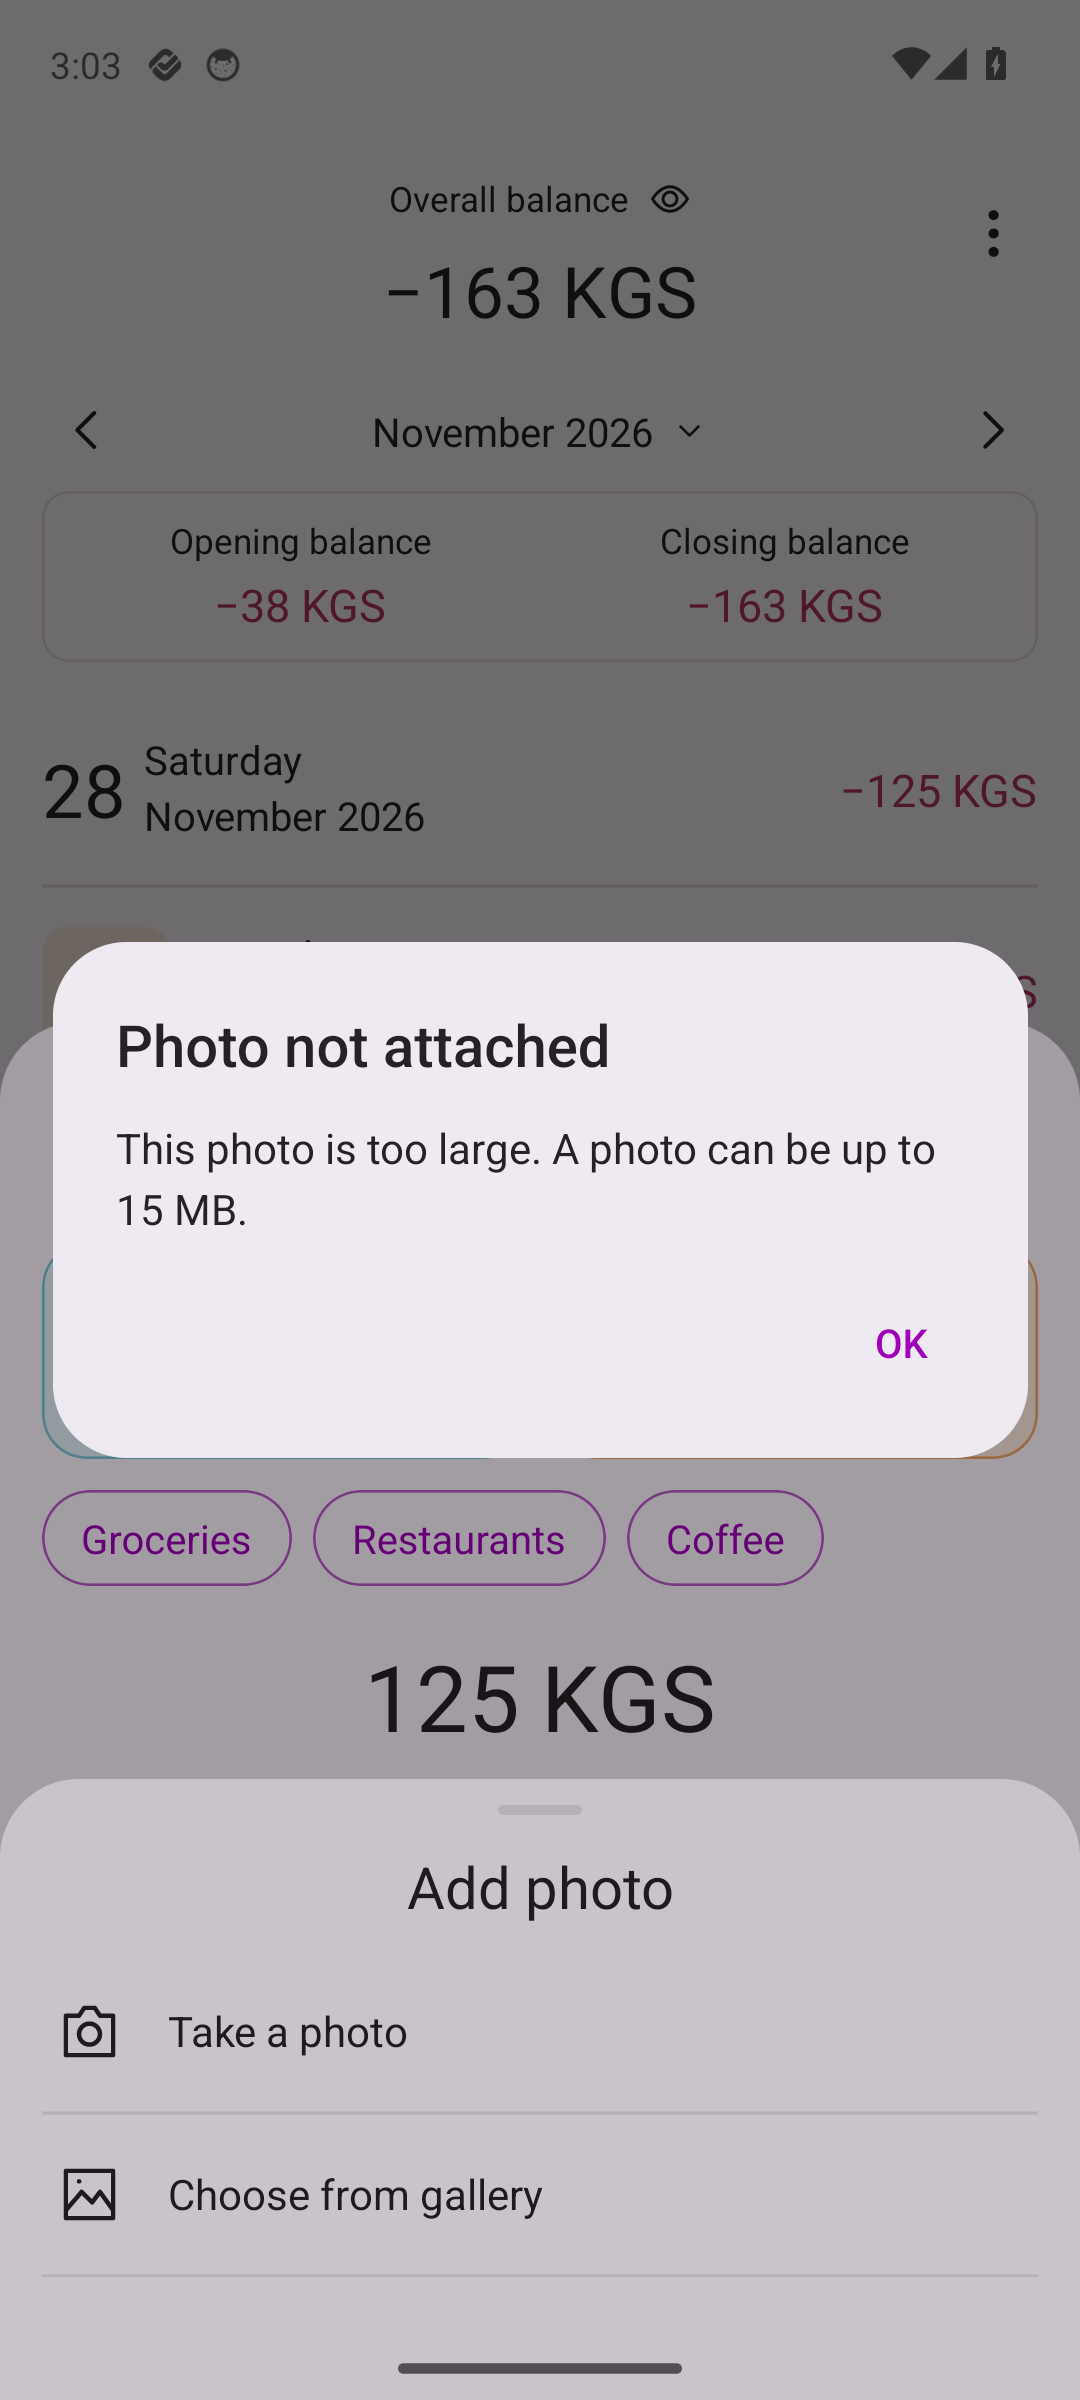 3:03
Overall balance
−163 KGS
November 2026
Opening balance
Closing balance
−38 KGS
−163 KGS
28
Saturday
November 2026
−125 KGS
Photo not attached
This photo is too large. A photo can be up to
15 MB.
OK
Groceries
Restaurants
Coffee
125 KGS
Add photo
Take a photo
Choose from gallery